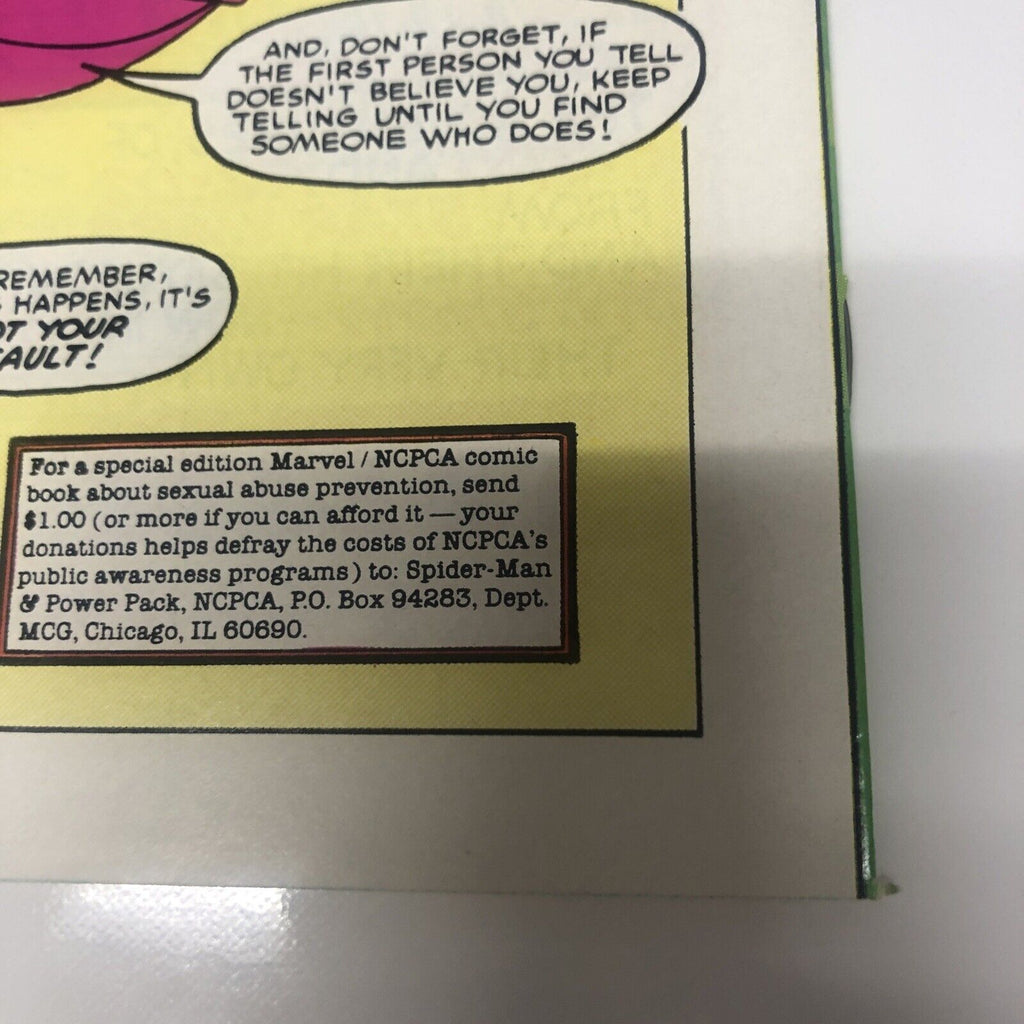 AND, DON'T FORGET, IF
THE FIRST PERSON YOU TELL
DOESN'T BELIEVE YOU, KEEP
TELLING UNTIL YOU FIND
SOMEONE WHO DOES!
REMEMBER,
HAPPENS, IT'S
YOUR
For a special edition Marvel / NCPCA comic
book about sexual abuse prevention, send
$1.00 (or more if you can afford it — your
donations helps defray the costs of NCPCA's
public awareness programs) to: Spider-Man
& Power Pack, NCPCA, P.O. Box 94283, Dept.
MCG, Chicago, IL 60690.